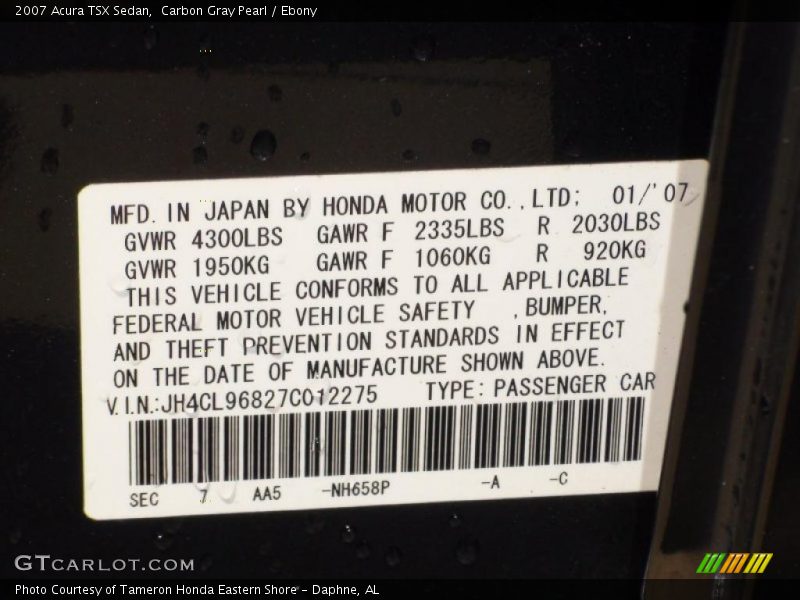 2007 Acura TSX Sedan,  Carbon Gray Pearl / Ebony
MFD. IN JAPAN BY HONDA MOTOR CO.,LTD; 01/'07
GVWR 4300LBS GAWR F 2335LBS R 2030LBS
GVWR 1950KG GAWR F 1060KG R 920KG
THIS VEHICLE CONFORMS TO ALL APPLICABLE
FEDERAL MOTOR VEHICLE SAFETY ,BUMPER,
AND THEFT PREVENTION STANDARDS IN EFFECT
ON THE DATE OF MANUFACTURE SHOWN ABOVE.
V.I.N.:JH4CL96827C012275 TYPE: PASSENGER CAR
SEC 7 AA5 -NH658P -A -C
GTCARLOT.COM
Photo Courtesy of Tameron Honda Eastern Shore – Daphne, AL